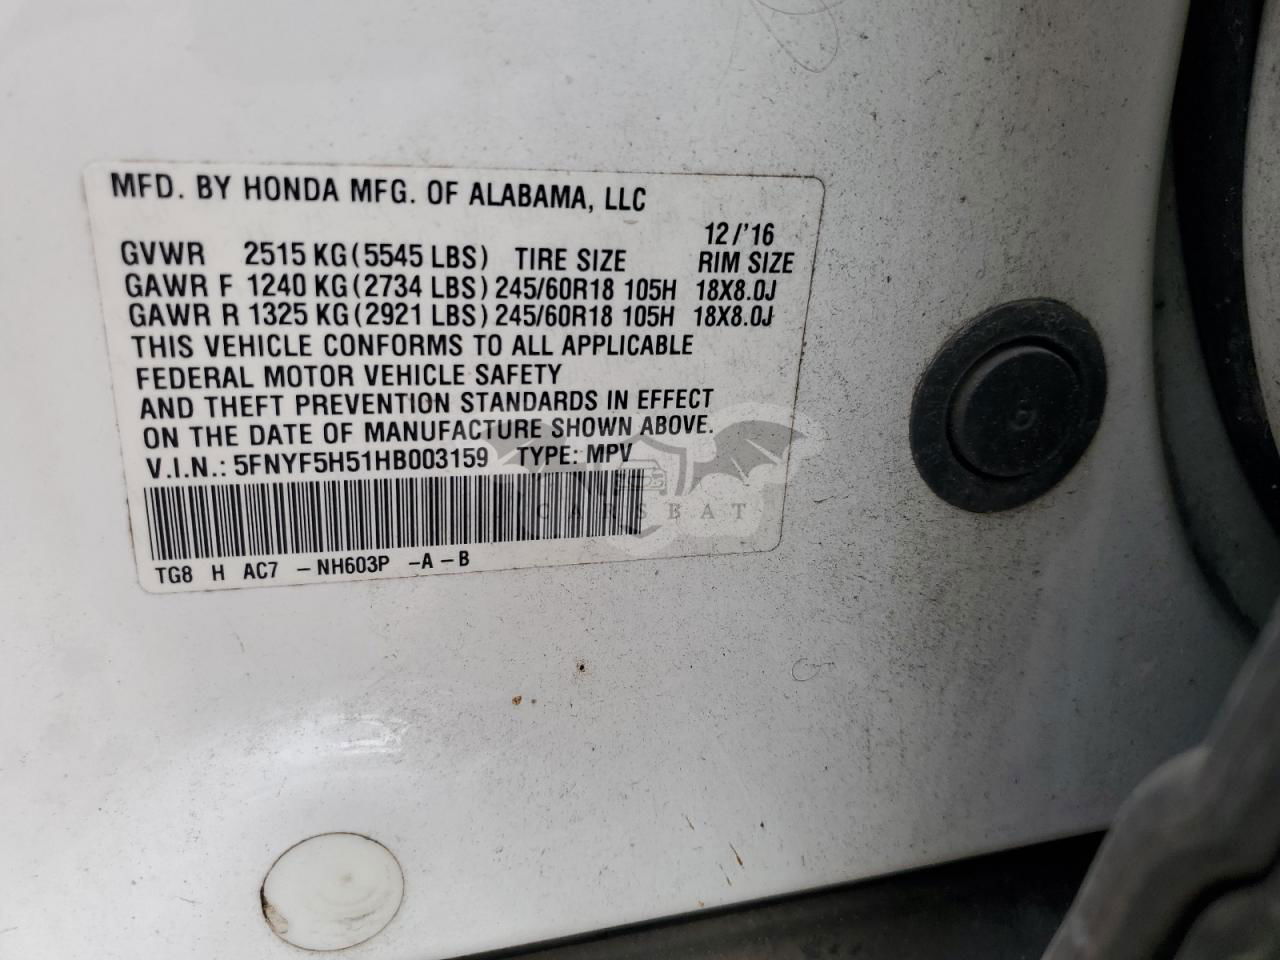 MFD. BY HONDA MFG. OF ALABAMA, LLC
12/'16
GVWR 2515 KG (5545 LBS) TIRE SIZE RIM SIZE
GAWR F 1240 KG (2734 LBS) 245/60R18 105H 18X8.0J
GAWR R 1325 KG (2921 LBS) 245/60R18 105H 18X8.0J
THIS VEHICLE CONFORMS TO ALL APPLICABLE
FEDERAL MOTOR VEHICLE SAFETY
AND THEFT PREVENTION STANDARDS IN EFFECT
ON THE DATE OF MANUFACTURE SHOWN ABOVE.
V.I.N.: 5FNYF5H51HB003159 TYPE: MPV
CARSBAT
TG8 H AC7 -NH603P -A-B